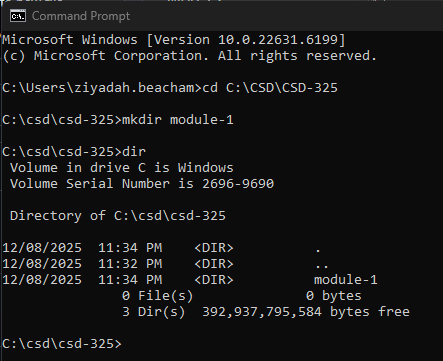 Command Prompt
Microsoft Windows [Version 10.0.22631.6199]
(c) Microsoft Corporation. All rights reserved.
C:\Users\ziyadah.beacham>cd C:\CSD\CSD-325
C:\csd\csd-325>mkdir module-1
C:\csd\csd-325>dir
 Volume in drive C is Windows
 Volume Serial Number is 2696-9690
 Directory of C:\csd\csd-325
12/08/2025  11:34 PM    <DIR>          .
12/08/2025  11:32 PM    <DIR>          ..
12/08/2025  11:34 PM    <DIR>          module-1
               0 File(s)              0 bytes
               3 Dir(s)  392,937,795,584 bytes free
C:\csd\csd-325>